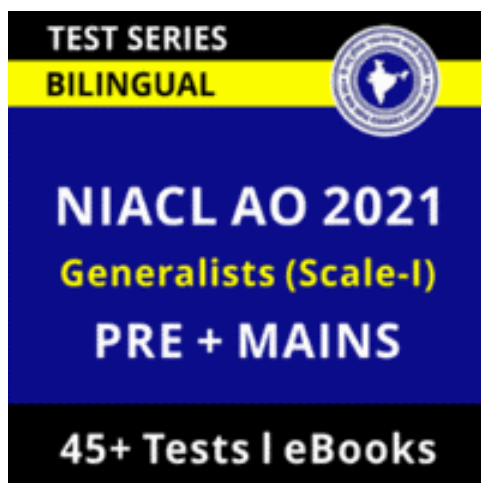 TEST SERIES
BILINGUAL
NIACL AO 2021
Generalists (Scale-I)
PRE + MAINS
45+ Tests I eBooks